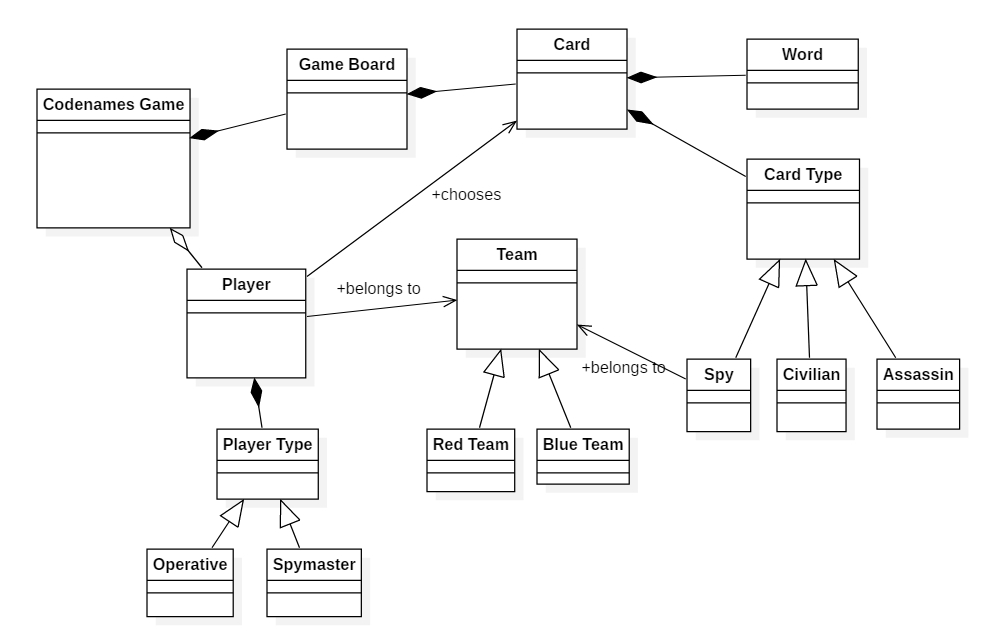 Card
Word
Game Board
Codenames Game
Card Type
+chooses
Team
Player
+belongs to
+belongs to
Spy
Civilian
Assassin
Player Type
Red Team
Blue Team
Operative
Spymaster